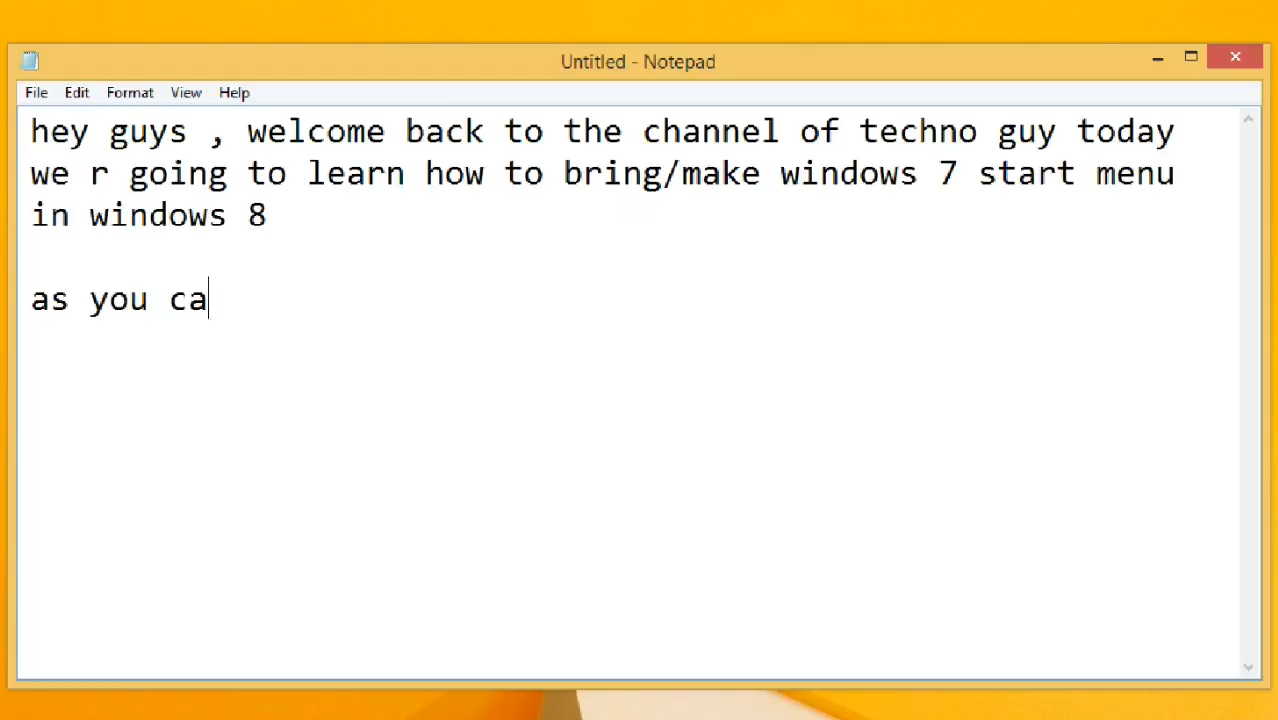 Untitled - Notepad
File Edit Format View Help
hey guys , welcome back to the channel of techno guy today
we r going to learn how to bring/make windows 7 start menu
in windows 8
as you ca